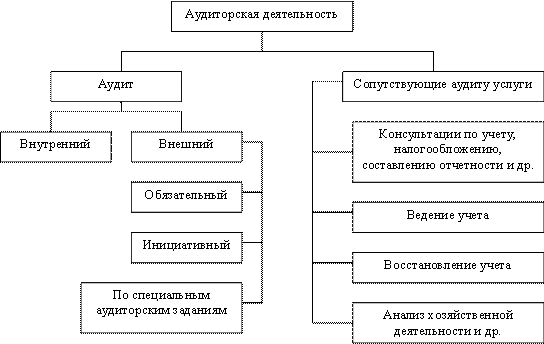 Аудиторская деятельность
Аудит
Сопутствующие аудиту услуги
Внутренний
Внешний
Обязательный
Инициативный
По специальным
аудиторским заданиям
Консультации по учету,
налогообложению,
составлению отчетности и др.
Ведение учета
Восстановление учета
Анализ хозяйственной
деятельности и др.